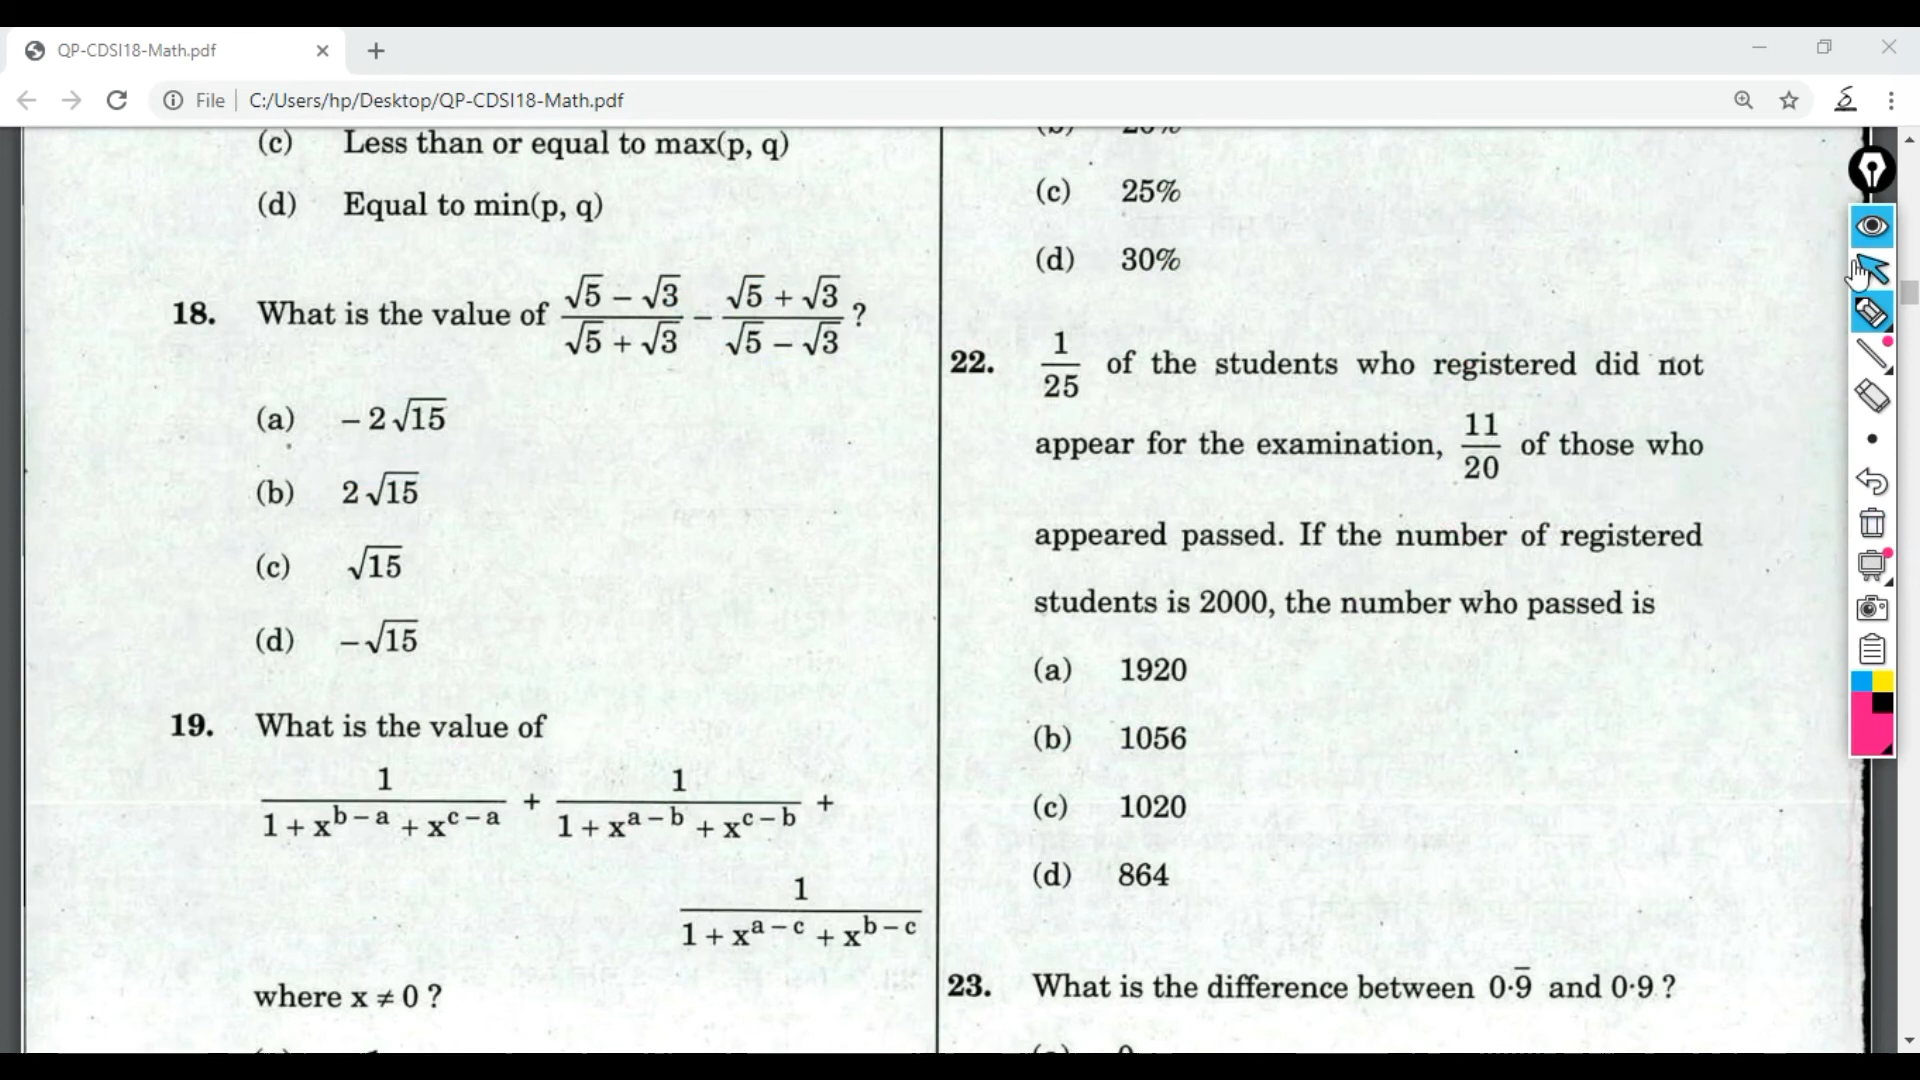 QP-CDSI18-Math.pdf
File
C:/Users/hp/Desktop/QP-CDSI18-Math.pdf
(c) Less than or equal to max(p, q)
(d) Equal to min(p, q)
18. What is the value of (√5 − √3)/(√5 + √3) − (√5 + √3)/(√5 − √3) ?
(a) − 2√15
(b) 2√15
(c) √15
(d) −√15
19. What is the value of
1/(1 + x^(b − a) + x^(c − a)) + 1/(1 + x^(a − b) + x^(c − b)) +
1/(1 + x^(a − c) + x^(b − c))
where x ≠ 0 ?
(c) 25%
(d) 30%
22. 1/25 of the students who registered did not
appear for the examination, 11/20 of those who
appeared passed. If the number of registered
students is 2000, the number who passed is
(a) 1920
(b) 1056
(c) 1020
(d) 864
23. What is the difference between 0·9̅ and 0·9 ?